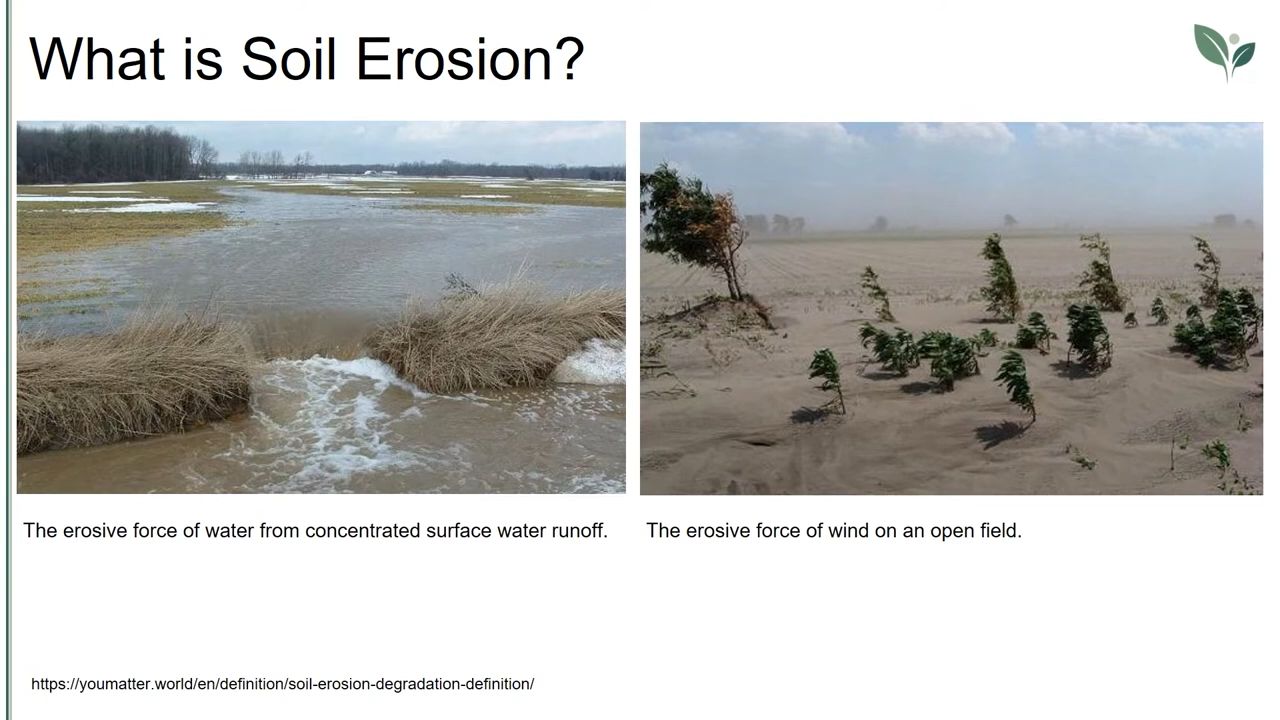 What is Soil Erosion?
The erosive force of water from concentrated surface water runoff.
The erosive force of wind on an open field.
https://youmatter.world/en/definition/soil-erosion-degradation-definition/